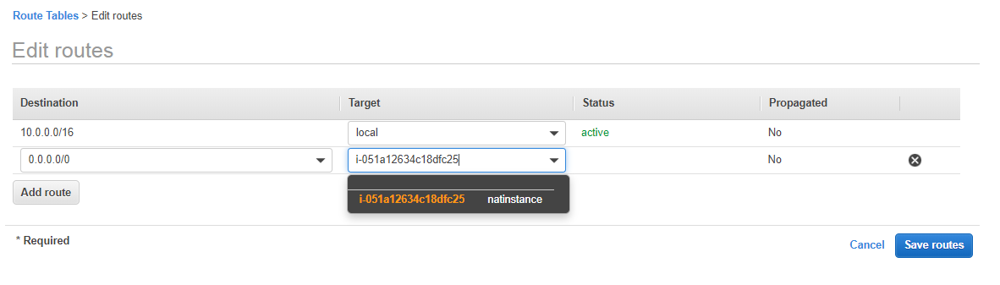 Route Tables > Edit routes
Edit routes
Destination Target Status Propagated
10.0.0.0/16 local active No
0.0.0.0/0 i-051a12634c18dfc25 No
Add route
i-051a12634c18dfc25 natinstance
* Required
Cancel Save routes